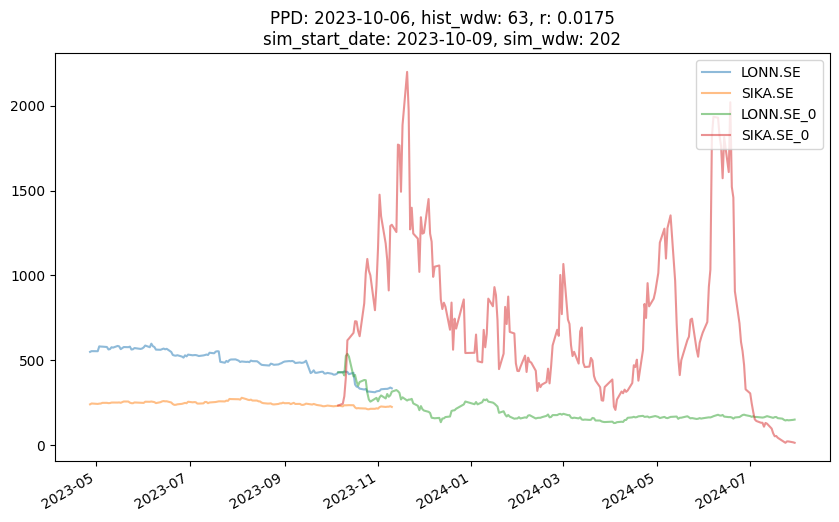 PPD: 2023-10-06, hist_wdw: 63, r: 0.0175
sim_start_date: 2023-10-09, sim_wdw: 202
LONN.SE
SIKA.SE
LONN.SE_0
SIKA.SE_0
2000
1500
1000
500
0
2023-05
2023-07
2023-09
2023-11
2024-01
2024-03
2024-05
2024-07